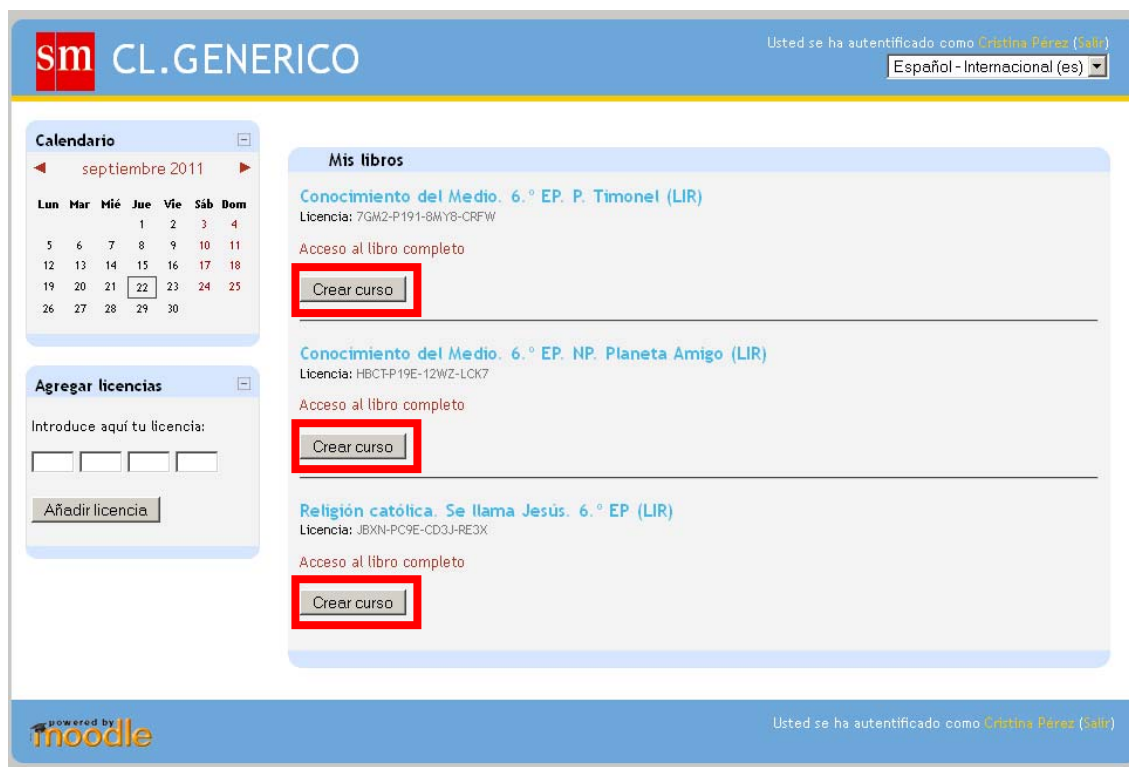 sm CL.GENERICO
Usted se ha autentificado como Cristina Pérez (Salir)
Español - Internacional (es)
Calendario
septiembre 2011
Lun Mar Mié Jue Vie Sáb Dom
1 2 3 4
5 6 7 8 9 10 11
12 13 14 15 16 17 18
19 20 21 22 23 24 25
26 27 28 29 30
Agregar licencias
Introduce aquí tu licencia:
Añadir licencia
Mis libros
Conocimiento del Medio. 6.º EP. P. Timonel (LIR)
Licencia: 7GM2-P191-8MY8-CRFW
Acceso al libro completo
Crear curso
Conocimiento del Medio. 6.º EP. NP. Planeta Amigo (LIR)
Licencia: HBCT-P19E-12WZ-LCK7
Acceso al libro completo
Crear curso
Religión católica. Se llama Jesús. 6.º EP (LIR)
Licencia: JBXN-PC9E-CD3J-RE3X
Acceso al libro completo
Crear curso
powered by
moodle
Usted se ha autentificado como Cristina Pérez (Salir)